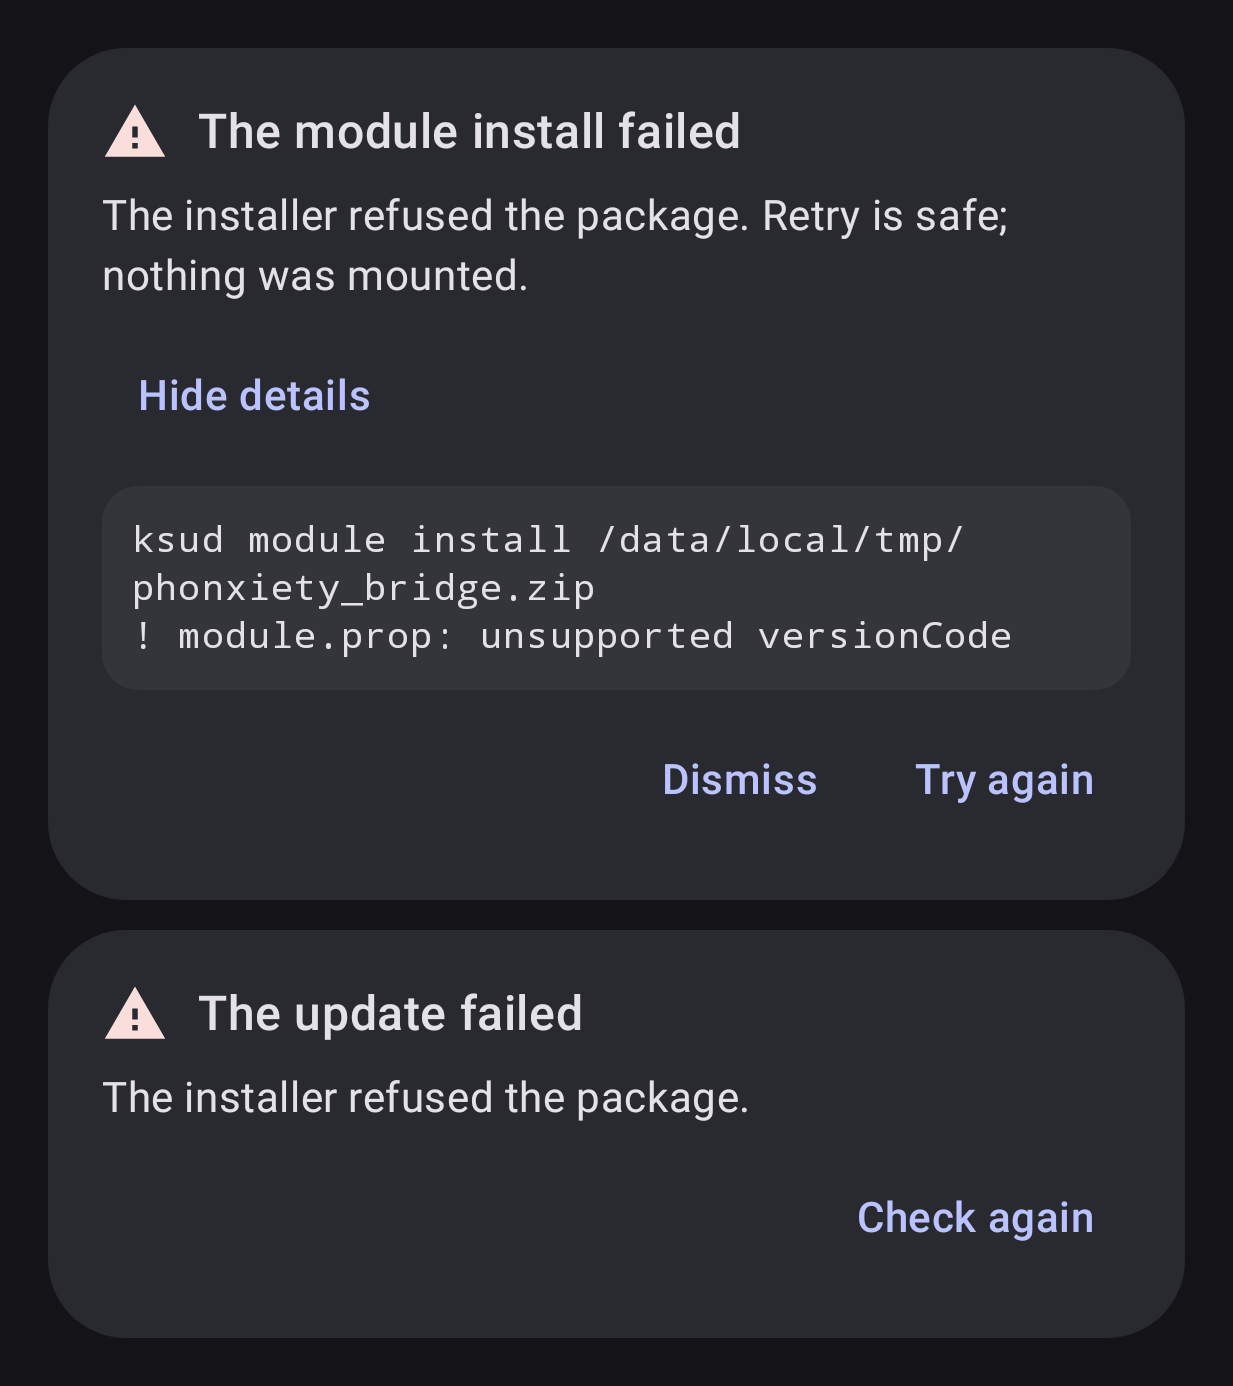 The module install failed
The installer refused the package. Retry is safe;
nothing was mounted.
Hide details
ksud module install /data/local/tmp/
phonxiety_bridge.zip
! module.prop: unsupported versionCode
Dismiss
Try again
The update failed
The installer refused the package.
Check again